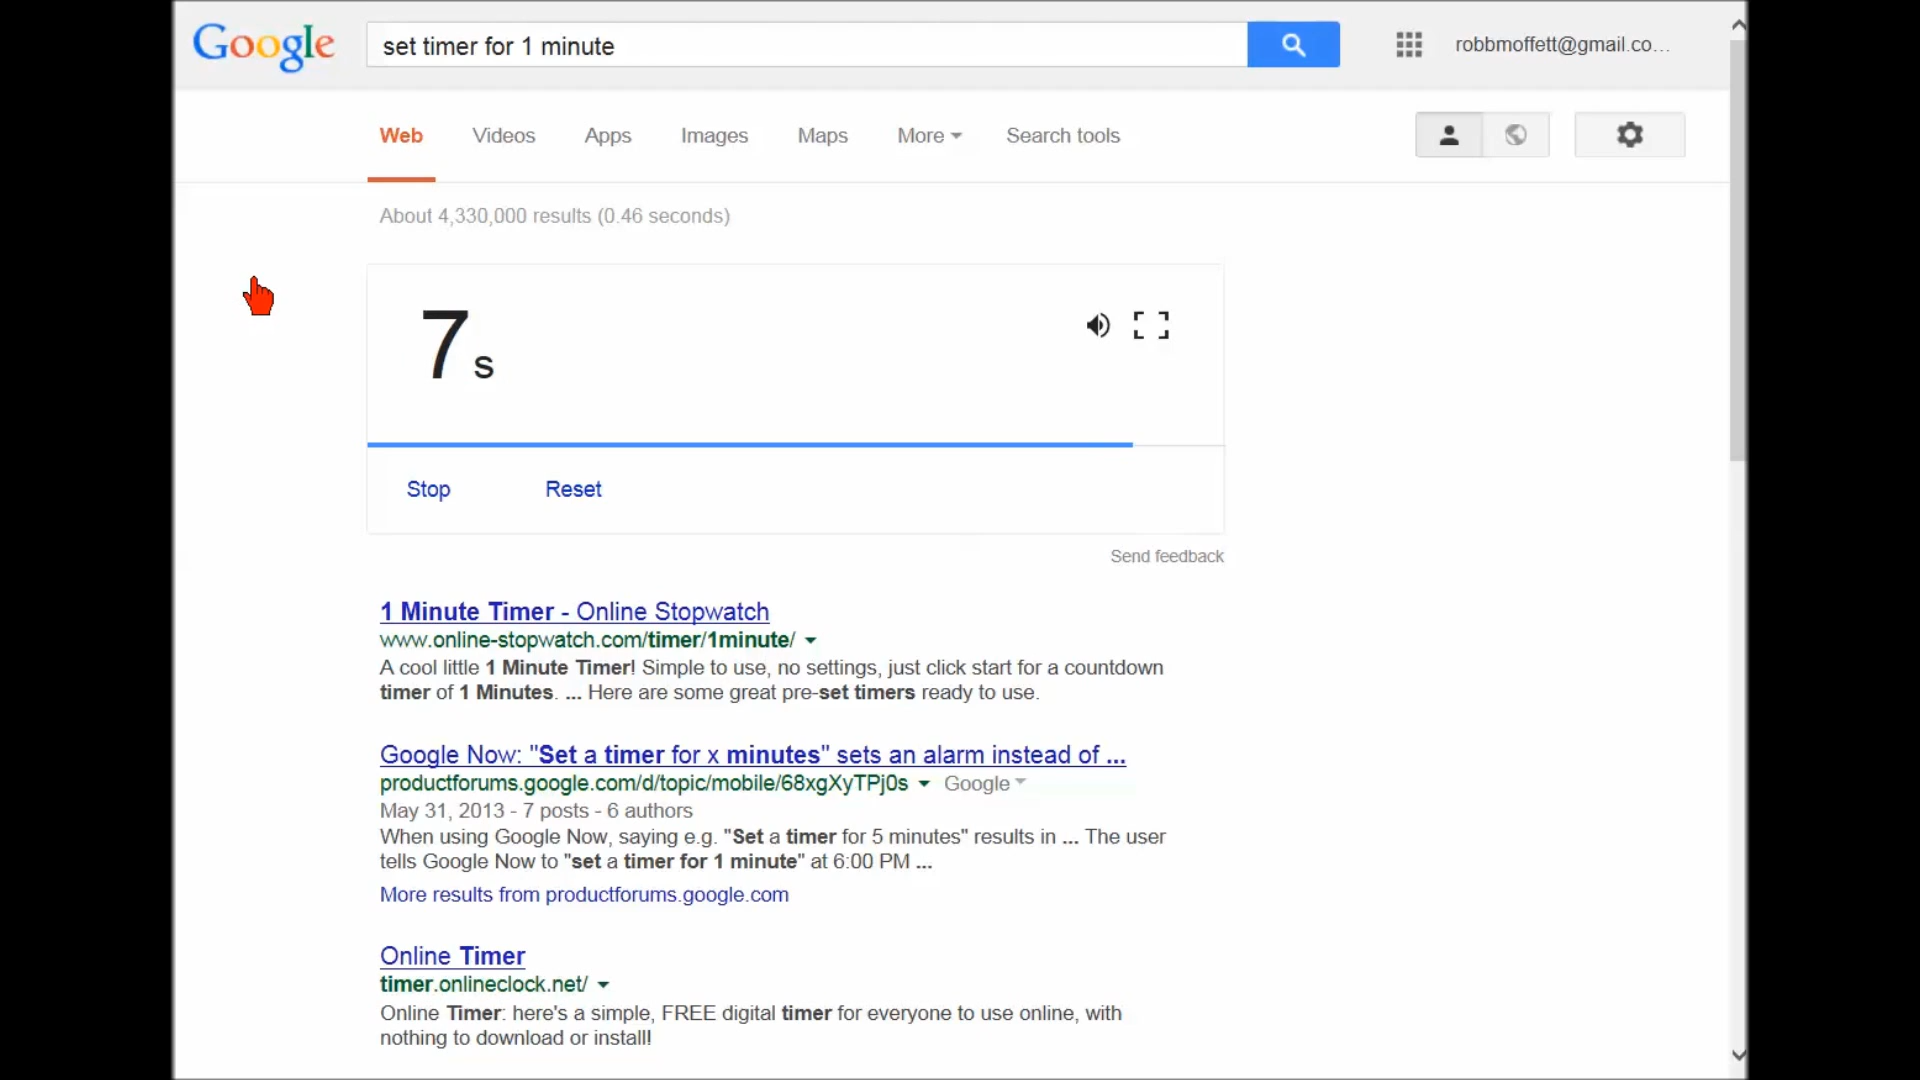 Google
set timer for 1 minute
robbmoffett@gmail.co...
Web Videos Apps Images Maps More Search tools
About 4,330,000 results (0.46 seconds)
7 s
Stop Reset
Send feedback
1 Minute Timer - Online Stopwatch
www.online-stopwatch.com/timer/1minute/
A cool little 1 Minute Timer! Simple to use, no settings, just click start for a countdown
timer of 1 Minutes. ... Here are some great pre-set timers ready to use.
Google Now: "Set a timer for x minutes" sets an alarm instead of ...
productforums.google.com/d/topic/mobile/68xgXyTPj0s Google
May 31, 2013 - 7 posts - 6 authors
When using Google Now, saying e.g. "Set a timer for 5 minutes" results in ... The user
tells Google Now to "set a timer for 1 minute" at 6:00 PM ...
More results from productforums.google.com
Online Timer
timer.onlineclock.net/
Online Timer: here's a simple, FREE digital timer for everyone to use online, with
nothing to download or install!